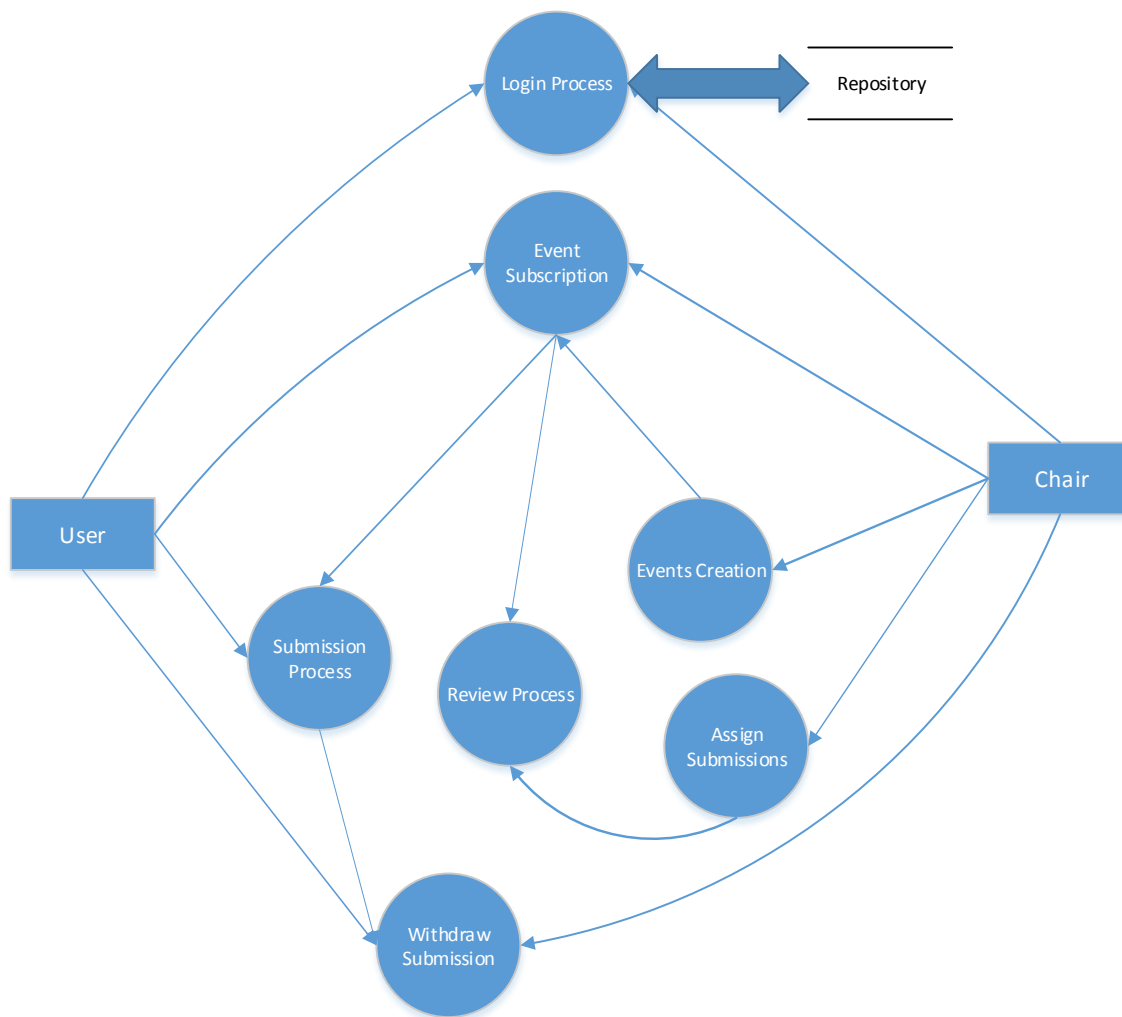 Login Process
Repository
Event
Subscription
Chair
User
Events Creation
Submission
Process
Review Process
Assign
Submissions
Withdraw
Submission